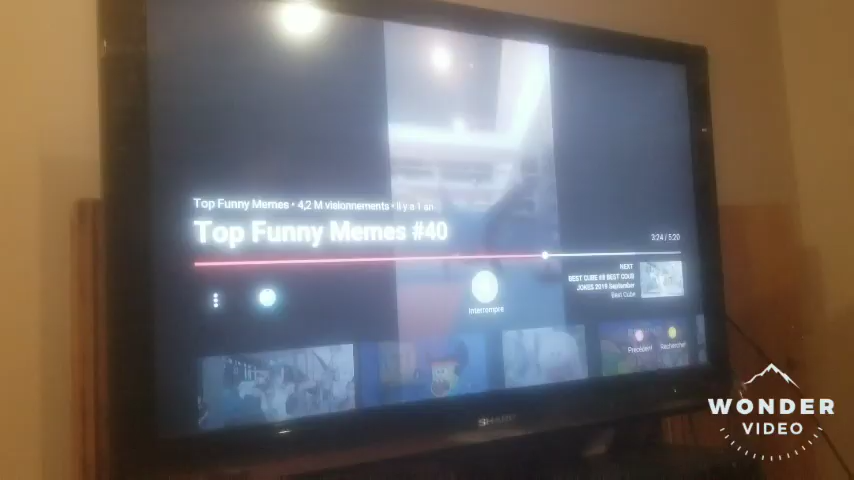 Top Funny Memes • 4,2 M visionnements • il y a 1 an
Top Funny Memes #40
3:24 / 5:20
NEXT
BEST CUBE #8 BEST COUB
JOKES 2019 September
Best Cube
Interrompre
Précédent
Rechercher
SHARP
WONDER
VIDEO